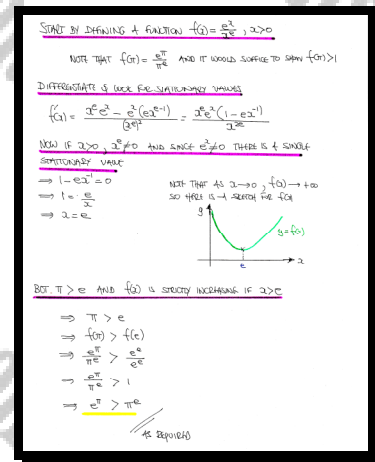 START BY DEFINING A FUNCTION f(x) = e^x / x^e, x>0
NOTE THAT f(π) = e^π / π^e AND IT WOULD SUFFICE TO SHOW f(π)>1
DIFFERENTIATE & LOOK FOR STATIONARY VALUES
f'(x) = (x^e e^x - e^x(ex^{e-1})) / (x^e)^2 = x^e e^x(1-ex^{-1}) / x^{2e}
NOW IF x>0, x^e≠0 AND SINCE e^x≠0 THERE IS A SINGLE
STATIONARY VALUE
⇒ 1-ex^{-1}=0
⇒ 1 = e/x
⇒ x=e
NOTE THAT AS x→0, f(x)→+∞
SO HERE IS A SKETCH FOR f(x)
y
y=f(x)
x
e
BUT π > e AND f(x) IS STRICTLY INCREASING IF x>e
⇒ π > e
⇒ f(π) > f(e)
⇒ e^π / π^e > e^e / e^e
⇒ e^π / π^e > 1
⇒ e^π > π^e
AS REQUIRED